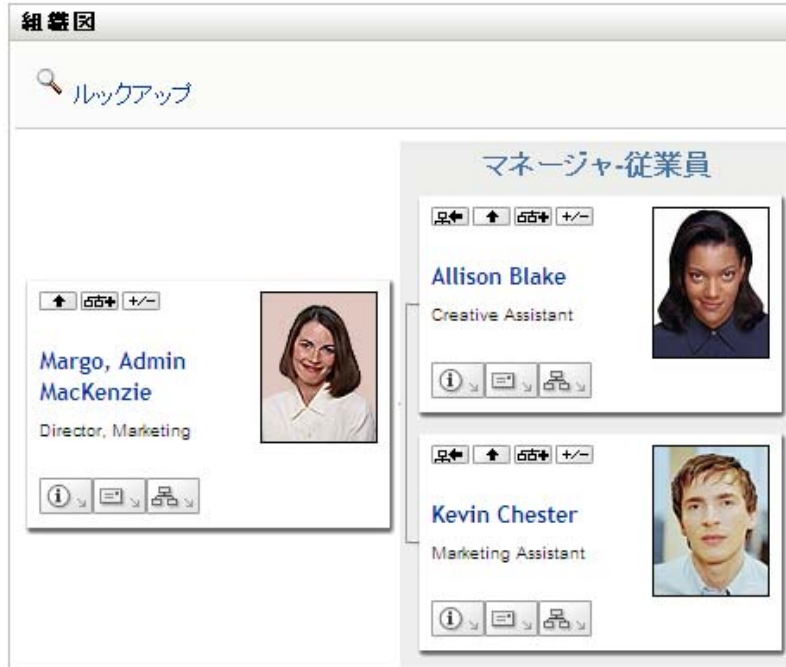 組織図
ルックアップ
マネージャ-従業員
Margo, Admin
MacKenzie
Director, Marketing
+/-
Allison Blake
Creative Assistant
+/-
Kevin Chester
Marketing Assistant
+/-